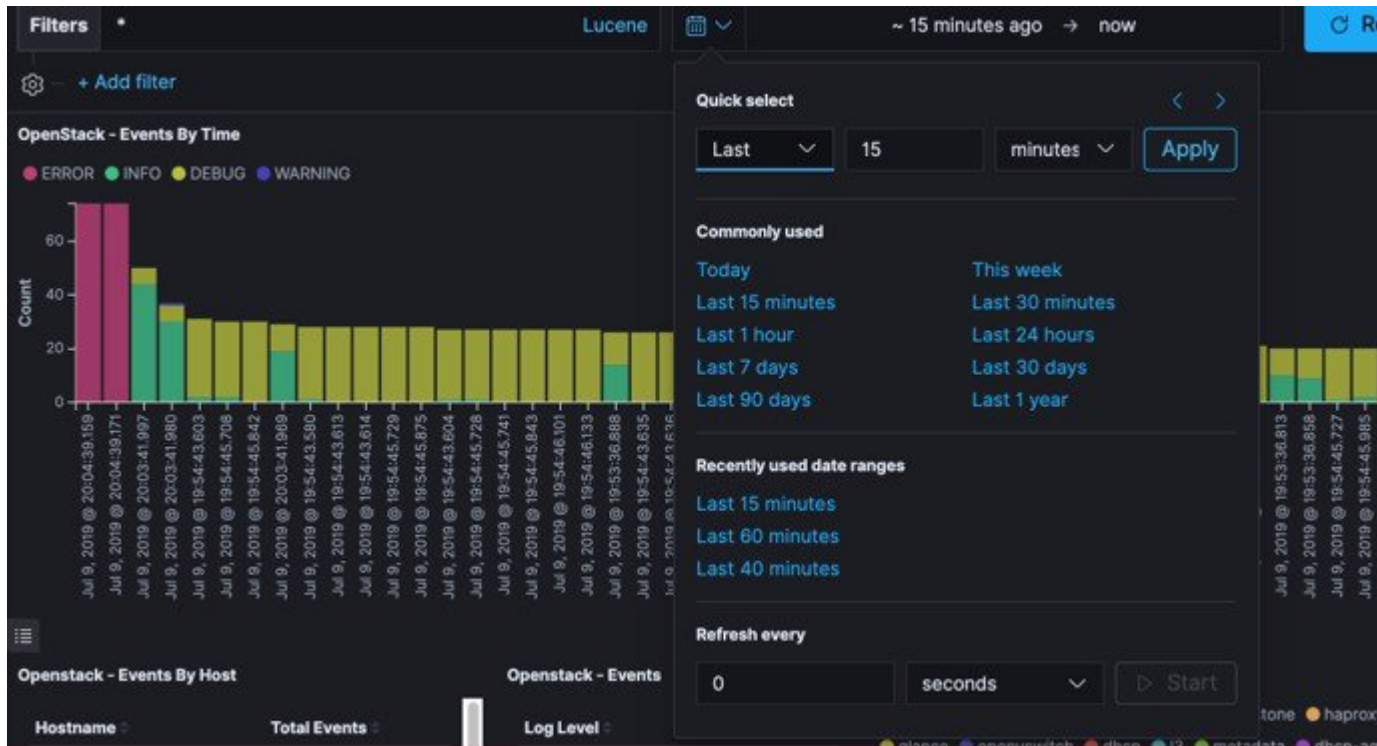 Filters * Lucene ~ 15 minutes ago → now
+ Add filter
OpenStack - Events By Time
ERROR INFO DEBUG WARNING
Quick select
Last 15 minutes Apply
Commonly used
Today This week
Last 15 minutes Last 30 minutes
Last 1 hour Last 24 hours
Last 7 days Last 30 days
Last 90 days Last 1 year
Recently used date ranges
Last 15 minutes
Last 60 minutes
Last 40 minutes
Refresh every
0 seconds Start
Count
60
40
20
0
Jul 9, 2019 @ 20:04:39.159
Jul 9, 2019 @ 20:04:39.171
Jul 9, 2019 @ 20:03:41.997
Jul 9, 2019 @ 20:03:41.980
Jul 9, 2019 @ 19:54:43.603
Jul 9, 2019 @ 19:54:45.708
Jul 9, 2019 @ 19:54:45.842
Jul 9, 2019 @ 20:03:41.969
Jul 9, 2019 @ 19:54:43.580
Jul 9, 2019 @ 19:54:43.613
Jul 9, 2019 @ 19:54:43.614
Jul 9, 2019 @ 19:54:45.729
Jul 9, 2019 @ 19:54:45.875
Jul 9, 2019 @ 19:54:43.604
Jul 9, 2019 @ 19:54:45.728
Jul 9, 2019 @ 19:54:45.741
Jul 9, 2019 @ 19:54:45.843
Jul 9, 2019 @ 19:54:46.101
Jul 9, 2019 @ 19:54:46.133
Jul 9, 2019 @ 19:53:36.888
Jul 9, 2019 @ 19:54:43.635
Jul 9, 2019 @ 19:53:36.813
Jul 9, 2019 @ 19:53:36.858
Jul 9, 2019 @ 19:54:45.727
Jul 9, 2019 @ 19:54:45.985
Openstack - Events By Host
Hostname Total Events
Openstack - Events
Log Level
tone haprox